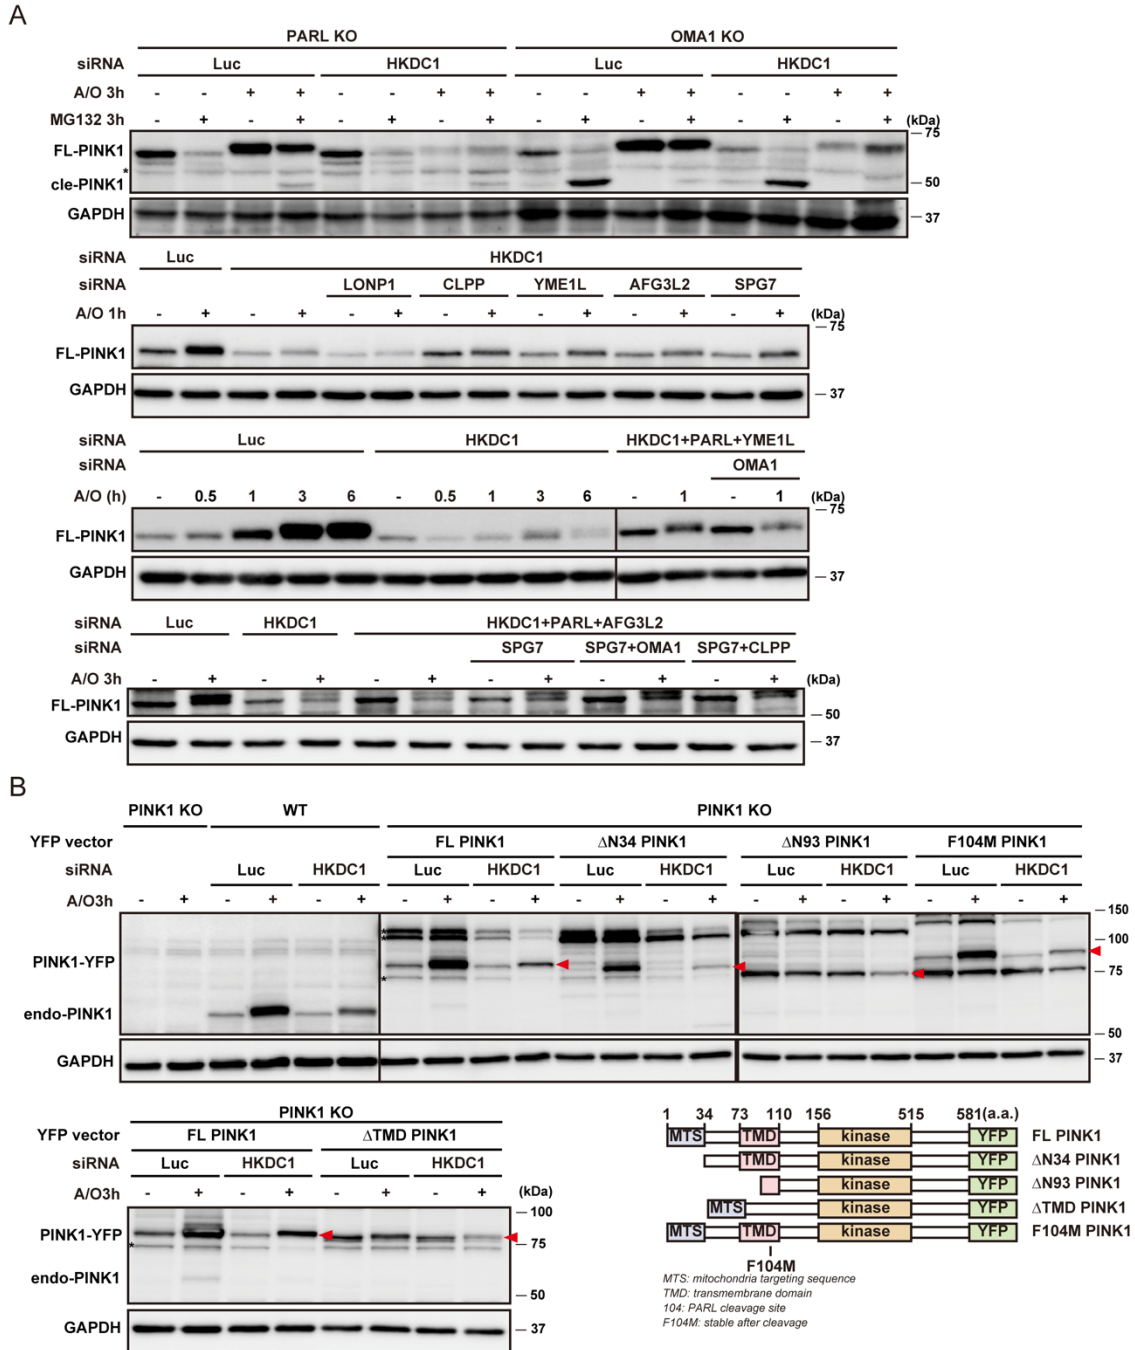 A
PARL KO OMA1 KO
siRNA Luc HKDC1 Luc HKDC1
A/O 3h - - + + - - + + - - + + - - + +
MG132 3h - + - + - + - + - + - + - + - + (kDa)
FL-PINK1 — 75
*
cle-PINK1 — 50
GAPDH — 37
siRNA Luc HKDC1
siRNA LONP1 CLPP YME1L AFG3L2 SPG7
A/O 1h - + - + - + - + - + - + - + (kDa)
— 75
FL-PINK1
GAPDH — 37
siRNA Luc HKDC1 HKDC1+PARL+YME1L
siRNA OMA1
A/O (h) - 0.5 1 3 6 - 0.5 1 3 6 - 1 - 1 (kDa)
— 75
FL-PINK1
GAPDH — 37
siRNA Luc HKDC1 HKDC1+PARL+AFG3L2
siRNA SPG7 SPG7+OMA1 SPG7+CLPP
A/O 3h - + - + - + - + - + - + (kDa)
FL-PINK1 — 50
GAPDH — 37
B
PINK1 KO WT PINK1 KO
YFP vector FL PINK1 ΔN34 PINK1 ΔN93 PINK1 F104M PINK1
siRNA Luc HKDC1 Luc HKDC1 Luc HKDC1 Luc HKDC1 Luc HKDC1
A/O3h - + - + - + - + - + - + - + - + - + - + - +
— 150
*
* — 100
PINK1-YFP
* — 75
endo-PINK1
— 50
GAPDH — 37
PINK1 KO
YFP vector FL PINK1 ΔTMD PINK1
siRNA Luc HKDC1 Luc HKDC1
A/O3h - + - + - + - + (kDa)
— 100
PINK1-YFP
* — 75
endo-PINK1
— 50
GAPDH — 37
1 34 73 110 156 515 581(a.a.)
MTS TMD kinase YFP FL PINK1
TMD kinase YFP ΔN34 PINK1
kinase YFP ΔN93 PINK1
MTS kinase YFP ΔTMD PINK1
MTS TMD kinase YFP F104M PINK1
F104M
MTS: mitochondria targeting sequence
TMD: transmembrane domain
104: PARL cleavage site
F104M: stable after cleavage